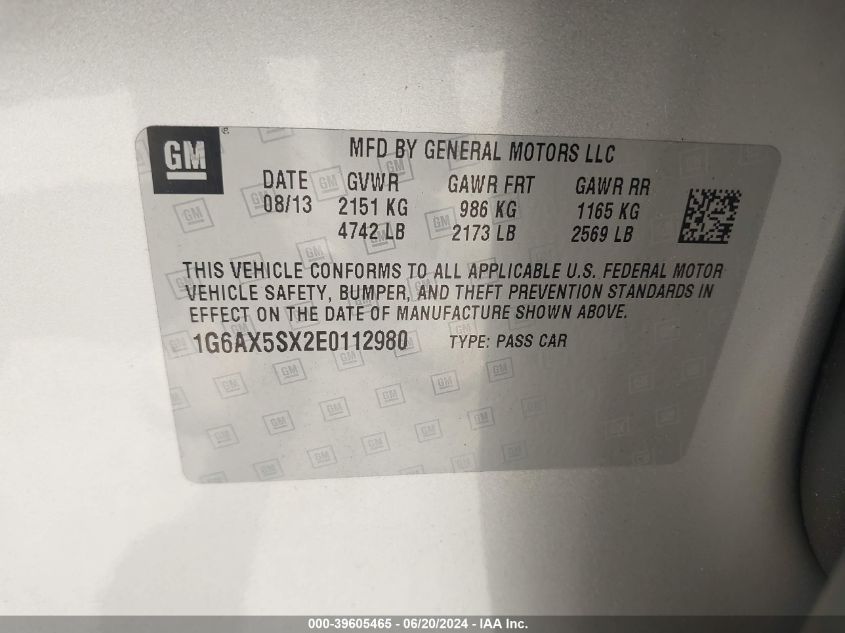 GM
MFD BY GENERAL MOTORS LLC
DATE GVWR GAWR FRT GAWR RR
08/13 2151 KG 986 KG 1165 KG
4742 LB 2173 LB 2569 LB
THIS VEHICLE CONFORMS TO ALL APPLICABLE U.S. FEDERAL MOTOR
VEHICLE SAFETY, BUMPER, AND THEFT PREVENTION STANDARDS IN
EFFECT ON THE DATE OF MANUFACTURE SHOWN ABOVE.
1G6AX5SX2E0112980 TYPE: PASS CAR
000-39605465 - 06/20/2024 - IAA, Inc.